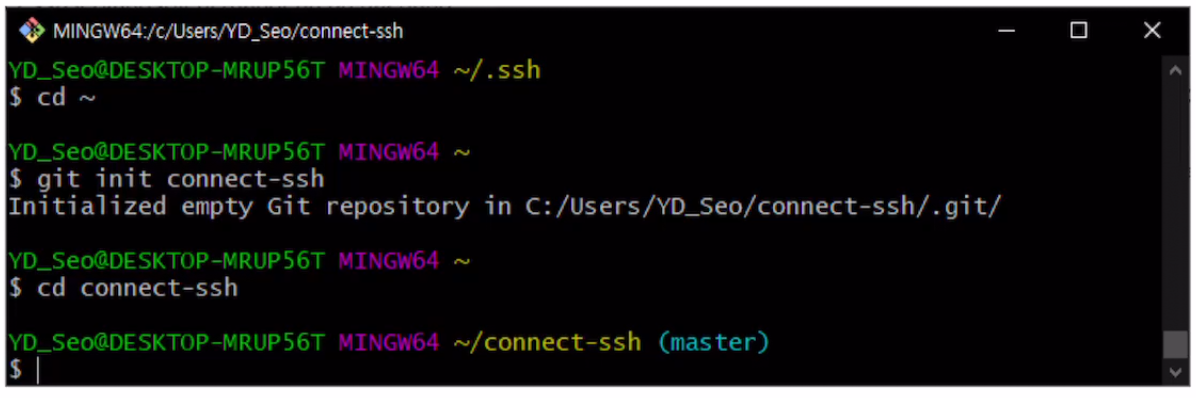 MINGW64:/c/Users/YD_Seo/connect-ssh
YD_Seo@DESKTOP-MRUP56T MINGW64 ~/.ssh
$ cd ~
YD_Seo@DESKTOP-MRUP56T MINGW64 ~
$ git init connect-ssh
Initialized empty Git repository in C:/Users/YD_Seo/connect-ssh/.git/
YD_Seo@DESKTOP-MRUP56T MINGW64 ~
$ cd connect-ssh
YD_Seo@DESKTOP-MRUP56T MINGW64 ~/connect-ssh (master)
$